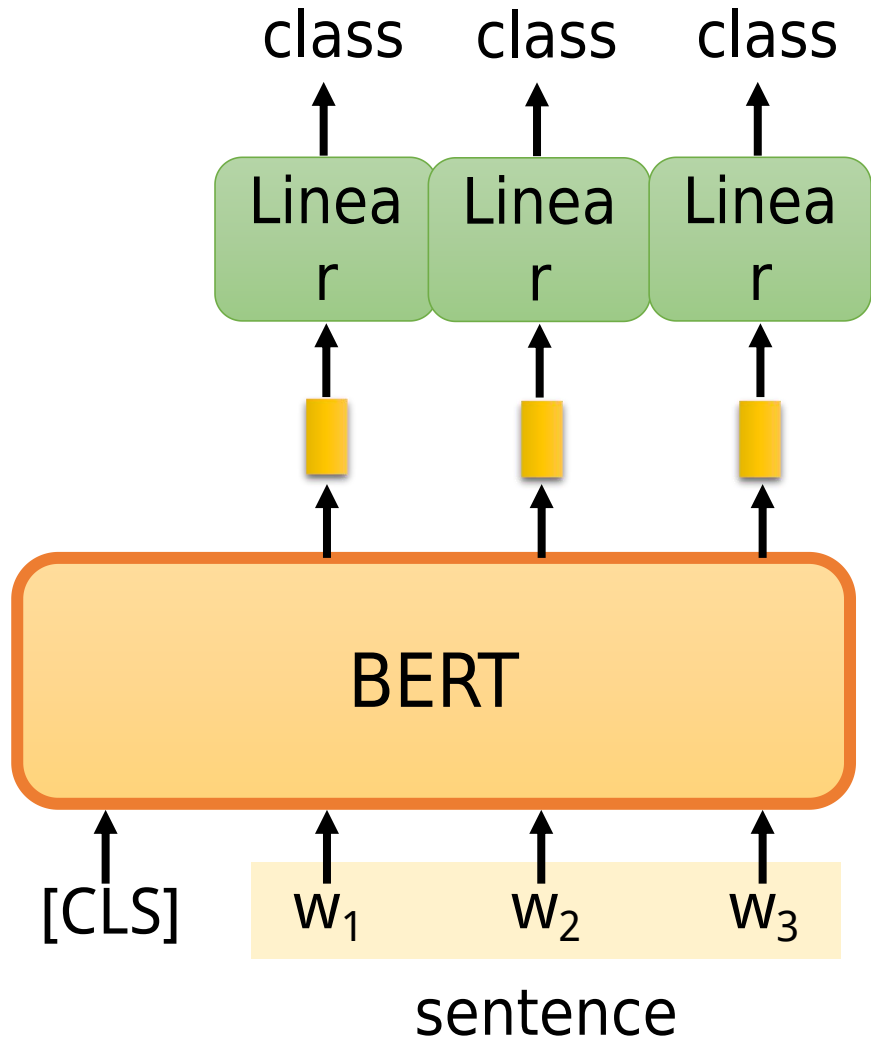 class class class
Linea Linea Linea
r r r
BERT
[CLS] w₁ w₂ w₃
sentence